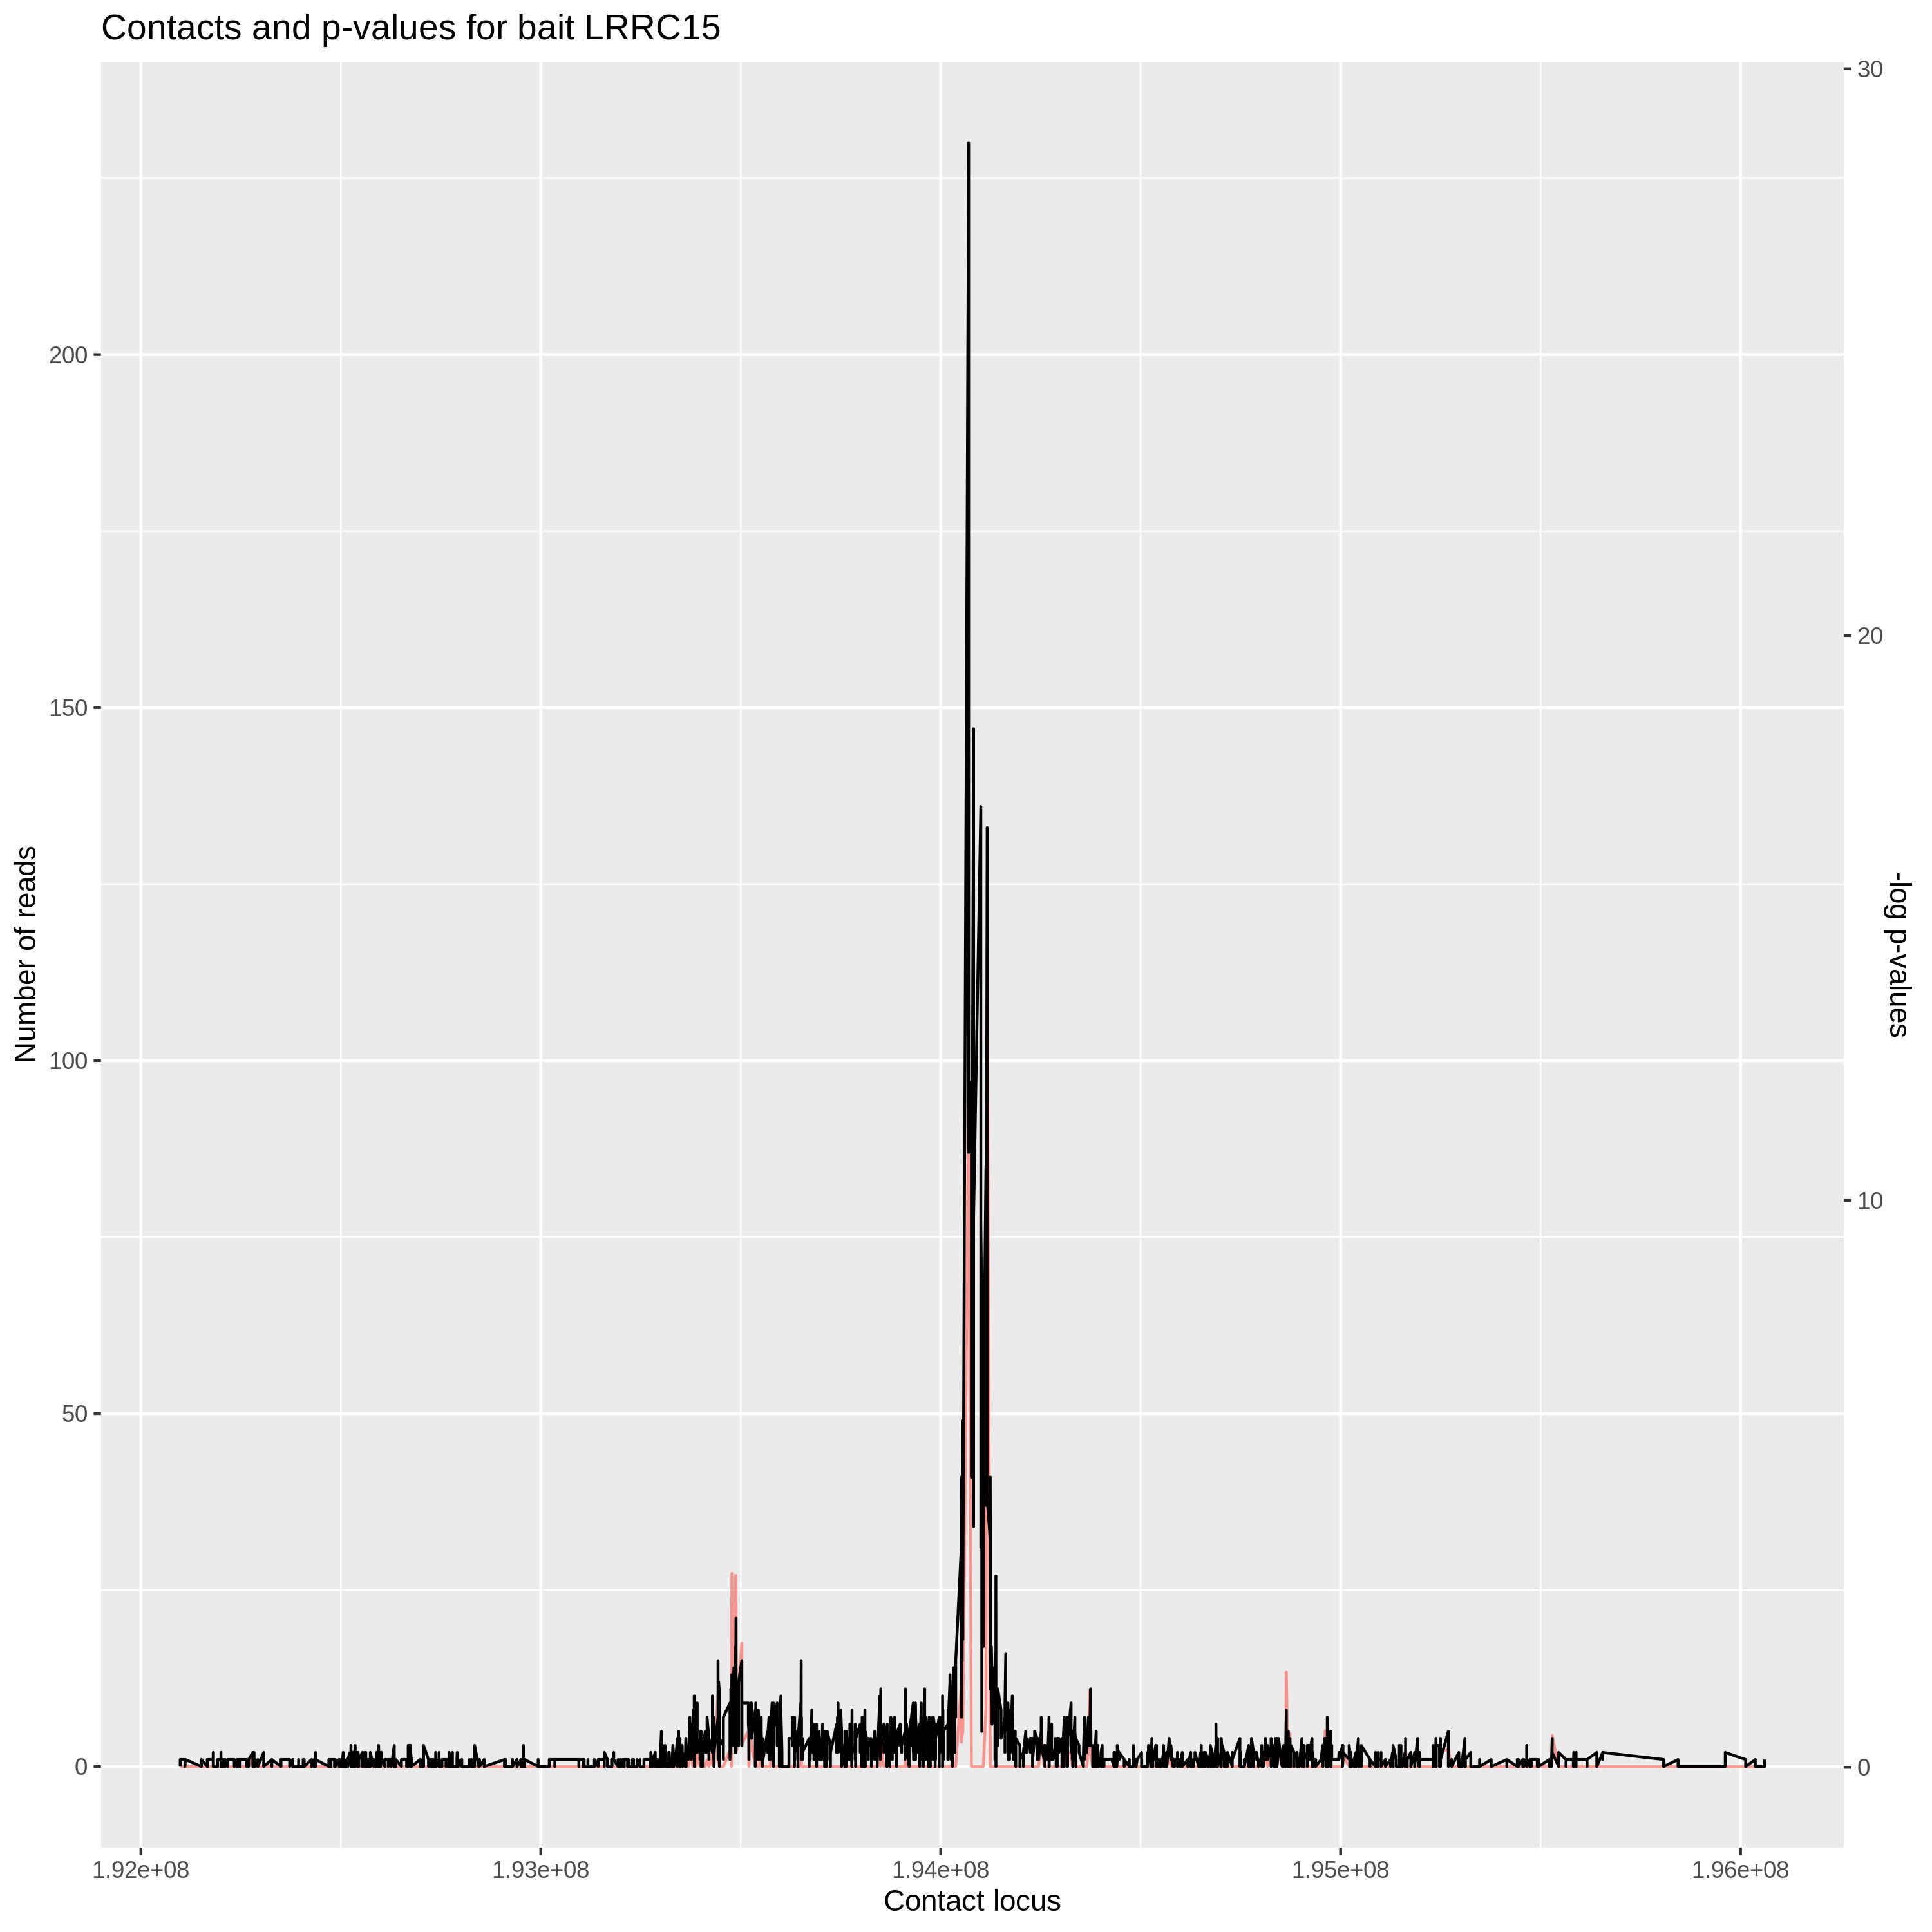 Contacts and p-values for bait LRRC15
Number of reads
200
150
100
50
0
30
20
10
0
-log p-values
1.92e+08
1.93e+08
1.94e+08
1.95e+08
1.96e+08
Contact locus